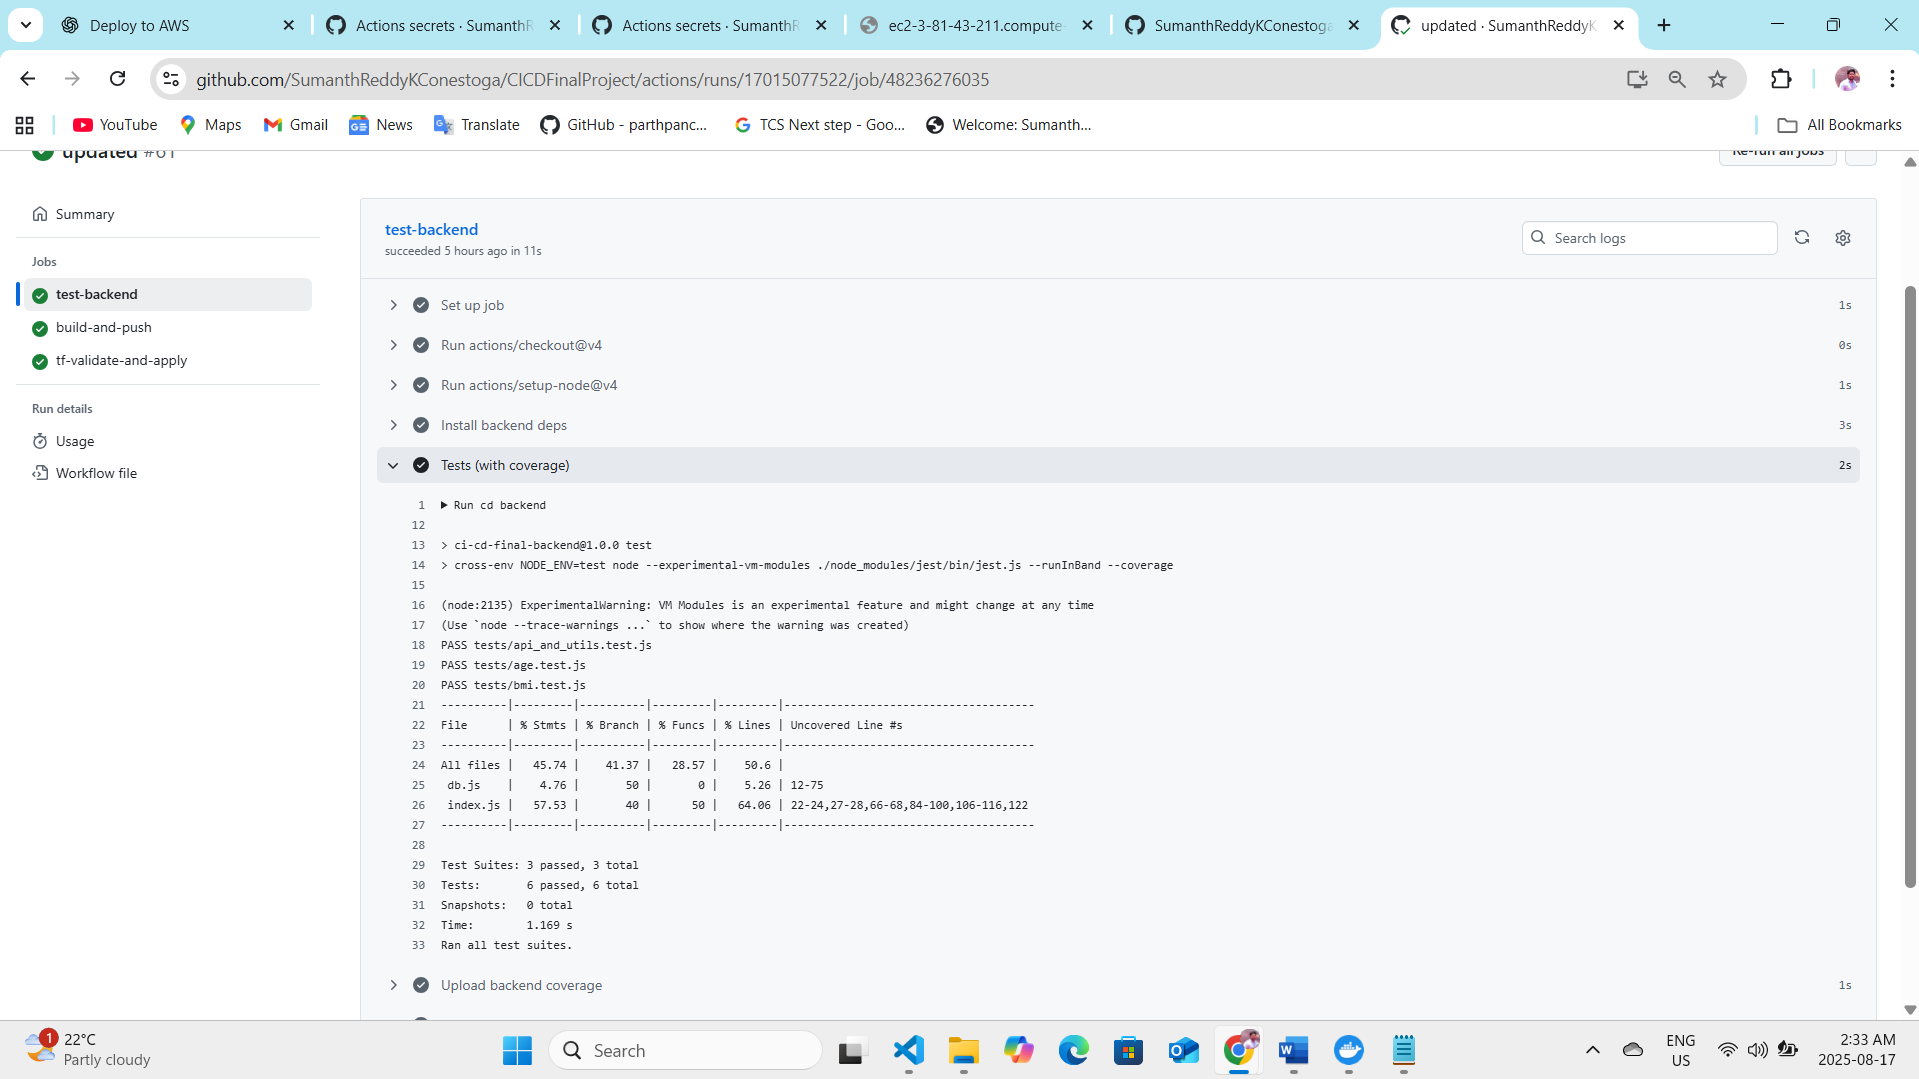 Deploy to AWS
Actions secrets · SumanthR
Actions secrets · SumanthR
ec2-3-81-43-211.compute-
SumanthReddyKConestoga
updated · SumanthReddyK
github.com/SumanthReddyKConestoga/CICDFinalProject/actions/runs/17015077522/job/48236276035
YouTube
Maps
Gmail
News
Translate
GitHub - parthpanc...
TCS Next step - Goo...
Welcome: Sumanth...
All Bookmarks
updated #61
Re-run all jobs
Summary
Jobs
test-backend
build-and-push
tf-validate-and-apply
Run details
Usage
Workflow file
test-backend
succeeded 5 hours ago in 11s
Search logs
Set up job 1s
Run actions/checkout@v4 0s
Run actions/setup-node@v4 1s
Install backend deps 3s
Tests (with coverage) 2s
1 ▶ Run cd backend
12
13 > ci-cd-final-backend@1.0.0 test
14 > cross-env NODE_ENV=test node --experimental-vm-modules ./node_modules/jest/bin/jest.js --runInBand --coverage
15
16 (node:2135) ExperimentalWarning: VM Modules is an experimental feature and might change at any time
17 (Use `node --trace-warnings ...` to show where the warning was created)
18 PASS tests/api_and_utils.test.js
19 PASS tests/age.test.js
20 PASS tests/bmi.test.js
21 ----------|---------|----------|---------|---------|--------------------------------------
22 File      | % Stmts | % Branch | % Funcs | % Lines | Uncovered Line #s
23 ----------|---------|----------|---------|---------|--------------------------------------
24 All files |   45.74 |    41.37 |   28.57 |    50.6 |
25  db.js    |    4.76 |       50 |       0 |    5.26 | 12-75
26  index.js |   57.53 |       40 |      50 |   64.06 | 22-24,27-28,66-68,84-100,106-116,122
27 ----------|---------|----------|---------|---------|--------------------------------------
28
29 Test Suites: 3 passed, 3 total
30 Tests:       6 passed, 6 total
31 Snapshots:   0 total
32 Time:        1.169 s
33 Ran all test suites.
Upload backend coverage 1s
1
22°C
Partly cloudy
Search
ENG
US
2:33 AM
2025-08-17